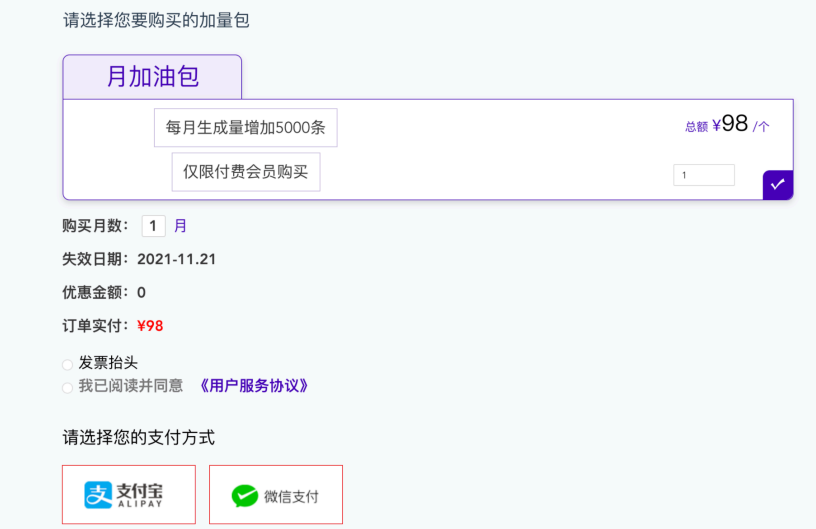 请选择您要购买的加量包
月加油包
每月生成量增加5000条
总额 ¥98 /个
仅限付费会员购买
1
购买月数： 1 月
失效日期：2021-11.21
优惠金额：0
订单实付：¥98
发票抬头
我已阅读并同意 《用户服务协议》
请选择您的支付方式
支 支付宝 微信支付
ALIPAY